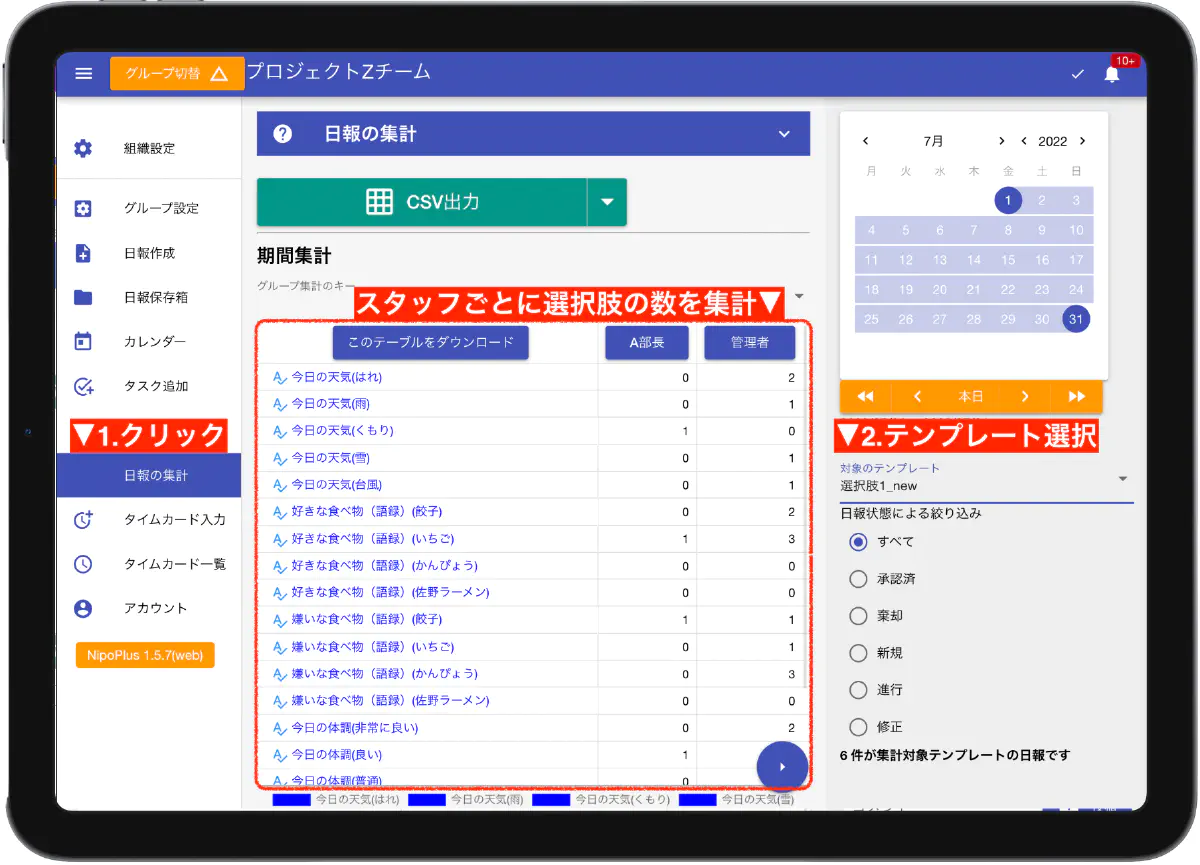 グループ切替
プロジェクトZチーム
10+
組織設定
グループ設定
日報作成
日報保存箱
カレンダー
タスク追加
▼1.クリック
日報の集計
タイムカード入力
タイムカード一覧
アカウント
NipoPlus 1.5.7(web)
日報の集計
CSV出力
期間集計
グループ集計のキー
スタッフごとに選択肢の数を集計▼
このテーブルをダウンロード A部長 管理者
今日の天気(はれ) 0 2
今日の天気(雨) 0 1
今日の天気(くもり) 1 0
今日の天気(雪) 0 1
今日の天気(台風) 0 1
好きな食べ物（語録）(餃子) 0 2
好きな食べ物（語録）(いちご) 1 3
好きな食べ物（語録）(かんぴょう) 0 0
好きな食べ物（語録）(佐野ラーメン) 0 0
嫌いな食べ物（語録）(餃子) 1 1
嫌いな食べ物（語録）(いちご) 0 1
嫌いな食べ物（語録）(かんぴょう) 0 3
嫌いな食べ物（語録）(佐野ラーメン) 0 0
今日の体調(非常に良い) 0 2
今日の体調(良い) 1
今日の体調(普通) 0
今日の天気(はれ) 今日の天気(雨) 今日の天気(くもり) 今日の天気(雪)
7月 2022
月 火 水 木 金 土 日
1 2 3
4 5 6 7 8 9 10
11 12 13 14 15 16 17
18 19 20 21 22 23 24
25 26 27 28 29 30 31
本日
▼2.テンプレート選択
対象のテンプレート
選択肢1_new
日報状態による絞り込み
すべて
承認済
棄却
新規
進行
修正
6 件が集計対象テンプレートの日報です